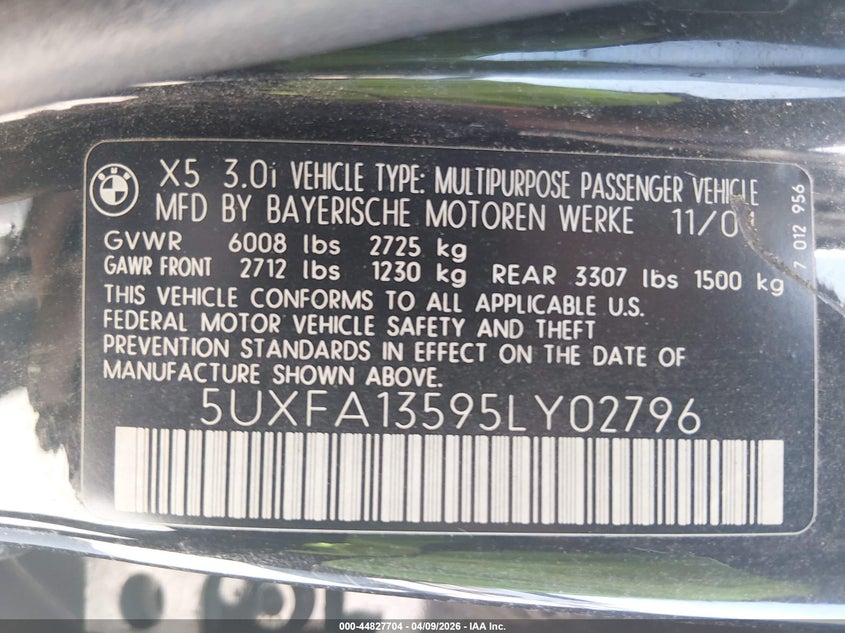 X5 3.0i VEHICLE TYPE: MULTIPURPOSE PASSENGER VEHICLE
MFD BY BAYERISCHE MOTOREN WERKE 11/04
GVWR 6008 lbs 2725 kg
GAWR FRONT 2712 lbs 1230 kg REAR 3307 lbs 1500 kg
THIS VEHICLE CONFORMS TO ALL APPLICABLE U.S.
FEDERAL MOTOR VEHICLE SAFETY AND THEFT
PREVENTION STANDARDS IN EFFECT ON THE DATE OF
MANUFACTURE SHOWN ABOVE.
5UXFA13595LY02796
7 012 956
000-44827704 | 04/09/2026 - IAA Inc.